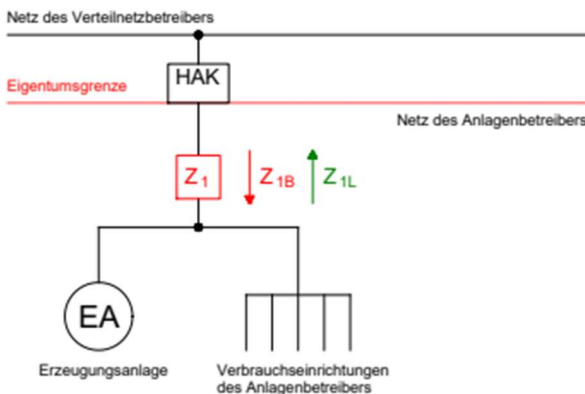 Netz des Verteilnetzbetreibers
HAK
Eigentumsgrenze
Netz des Anlagenbetreibers
Z1 Z1B Z1L
EA
Erzeugungsanlage
Verbrauchseinrichtungen
des Anlagenbetreibers